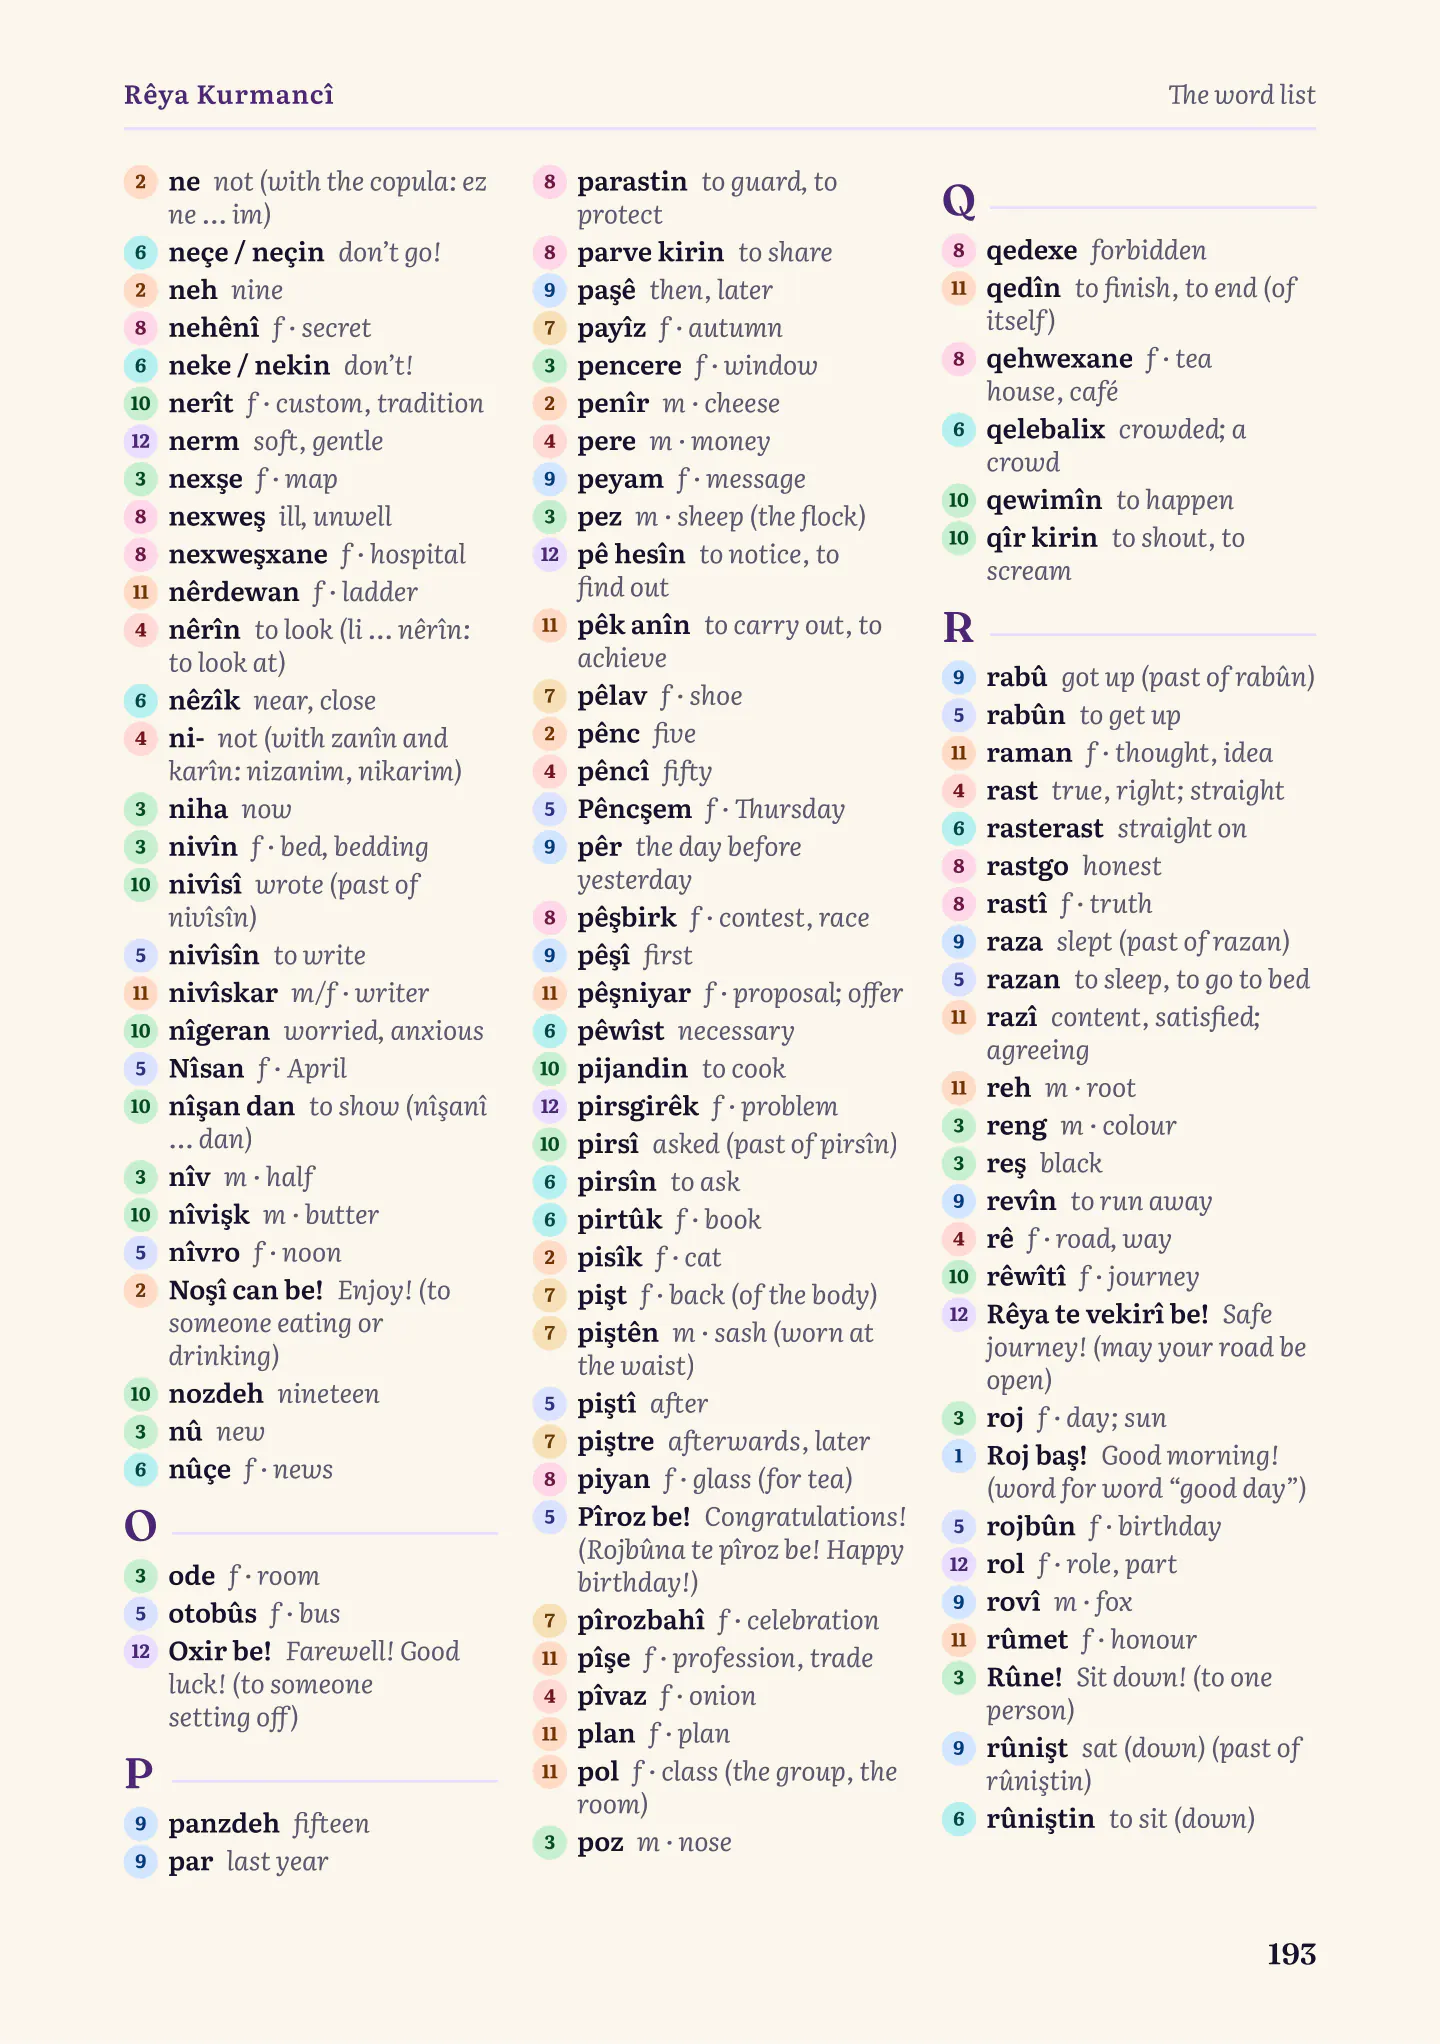 Rêya Kurmancî
The word list
2 ne not (with the copula: ez
ne … im)
6 neçe / neçin don’t go!
2 neh nine
8 nehênî f · secret
6 neke / nekin don’t!
10 nerît f · custom, tradition
12 nerm soft, gentle
3 nexşe f · map
8 nexweş ill, unwell
8 nexweşxane f · hospital
11 nêrdewan f · ladder
4 nêrîn to look (li … nêrîn:
to look at)
6 nêzîk near, close
4 ni- not (with zanîn and
karîn: nizanim, nikarim)
3 niha now
3 nivîn f · bed, bedding
10 nivîsî wrote (past of
nivîsîn)
5 nivîsîn to write
11 nivîskar m/f · writer
10 nîgeran worried, anxious
5 Nîsan f · April
10 nîşan dan to show (nîşanî
… dan)
3 nîv m · half
10 nîvişk m · butter
5 nîvro f · noon
2 Noşî can be! Enjoy! (to
someone eating or
drinking)
10 nozdeh nineteen
3 nû new
6 nûçe f · news
O
3 ode f · room
5 otobûs f · bus
12 Oxir be! Farewell! Good
luck! (to someone
setting off)
P
9 panzdeh fifteen
9 par last year
8 parastin to guard, to
protect
8 parve kirin to share
9 paşê then, later
7 payîz f · autumn
3 pencere f · window
2 penîr m · cheese
4 pere m · money
9 peyam f · message
3 pez m · sheep (the flock)
12 pê hesîn to notice, to
find out
11 pêk anîn to carry out, to
achieve
7 pêlav f · shoe
2 pênc five
4 pêncî fifty
5 Pêncşem f · Thursday
9 pêr the day before
yesterday
8 pêşbirk f · contest, race
9 pêşî first
11 pêşniyar f · proposal; offer
6 pêwîst necessary
10 pijandin to cook
12 pirsgirêk f · problem
10 pirsî asked (past of pirsîn)
6 pirsîn to ask
6 pirtûk f · book
2 pisîk f · cat
7 pişt f · back (of the body)
7 piştên m · sash (worn at
the waist)
5 piştî after
7 piştre afterwards, later
8 piyan f · glass (for tea)
5 Pîroz be! Congratulations!
(Rojbûna te pîroz be! Happy
birthday!)
7 pîrozbahî f · celebration
11 pîşe f · profession, trade
4 pîvaz f · onion
11 plan f · plan
11 pol f · class (the group, the
room)
3 poz m · nose
Q
8 qedexe forbidden
11 qedîn to finish, to end (of
itself)
8 qehwexane f · tea
house, café
6 qelebalix crowded; a
crowd
10 qewimîn to happen
10 qîr kirin to shout, to
scream
R
9 rabû got up (past of rabûn)
5 rabûn to get up
11 raman f · thought, idea
4 rast true, right; straight
6 rasterast straight on
8 rastgo honest
8 rastî f · truth
9 raza slept (past of razan)
5 razan to sleep, to go to bed
11 razî content, satisfied;
agreeing
11 reh m · root
3 reng m · colour
3 reş black
9 revîn to run away
4 rê f · road, way
10 rêwîtî f · journey
12 Rêya te vekirî be! Safe
journey! (may your road be
open)
3 roj f · day; sun
1 Roj baş! Good morning!
(word for word “good day”)
5 rojbûn f · birthday
12 rol f · role, part
9 rovî m · fox
11 rûmet f · honour
3 Rûne! Sit down! (to one
person)
9 rûnişt sat (down) (past of
rûniştin)
6 rûniştin to sit (down)
193